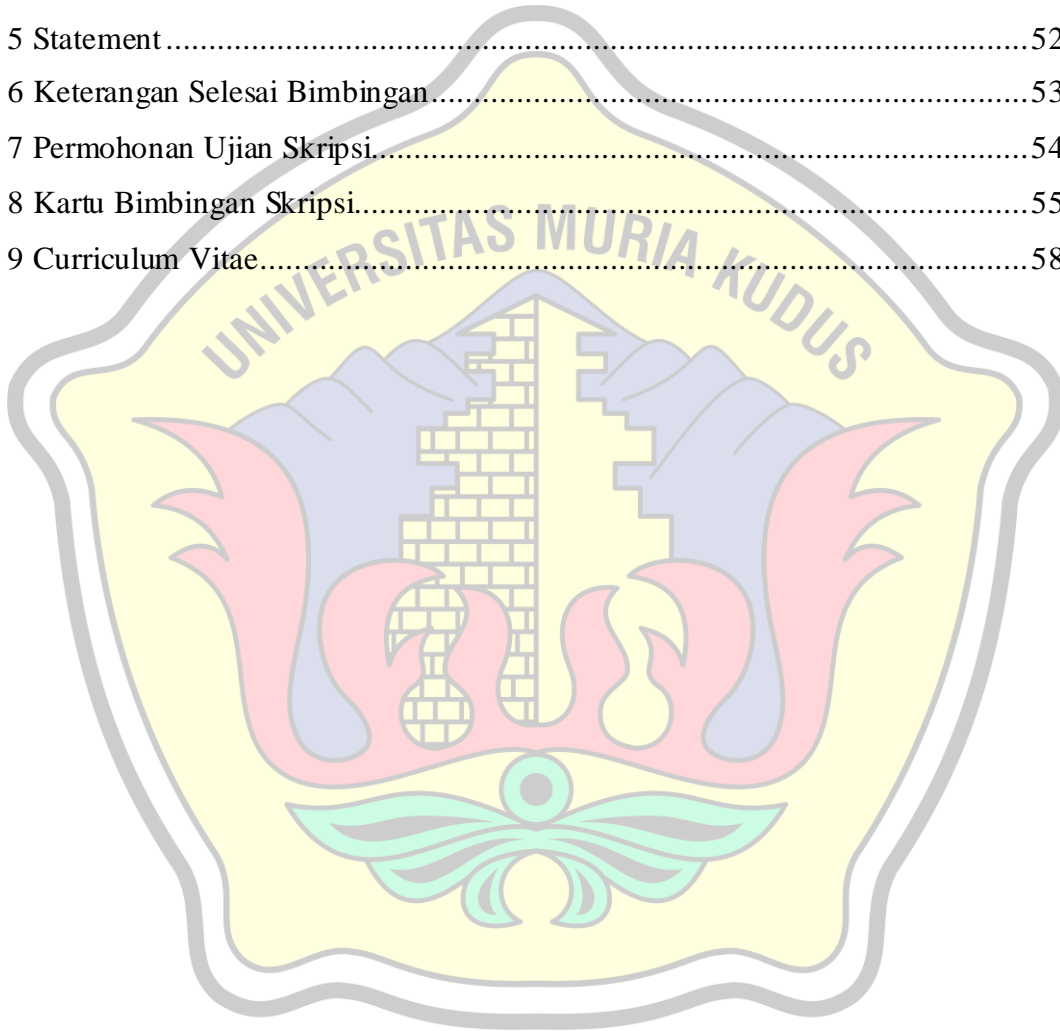 5 Statement........................................................................................................52
6 Keterangan Selesai Bimbingan........................................................................53
7 Permohonan Ujian Skripsi...............................................................................54
8 Kartu Bimbingan Skripsi.................................................................................55
9 Curriculum Vitae.............................................................................................58
UNIVERSITAS MURIA KUDUS